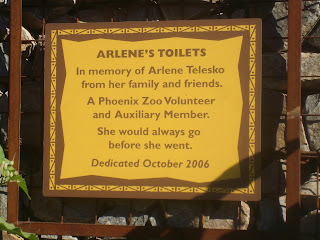 ARLENE'S TOILETS
In memory of Arlene Telesko
from her family and friends.
A Phoenix Zoo Volunteer
and Auxiliary Member.
She would always go
before she went.
Dedicated October 2006